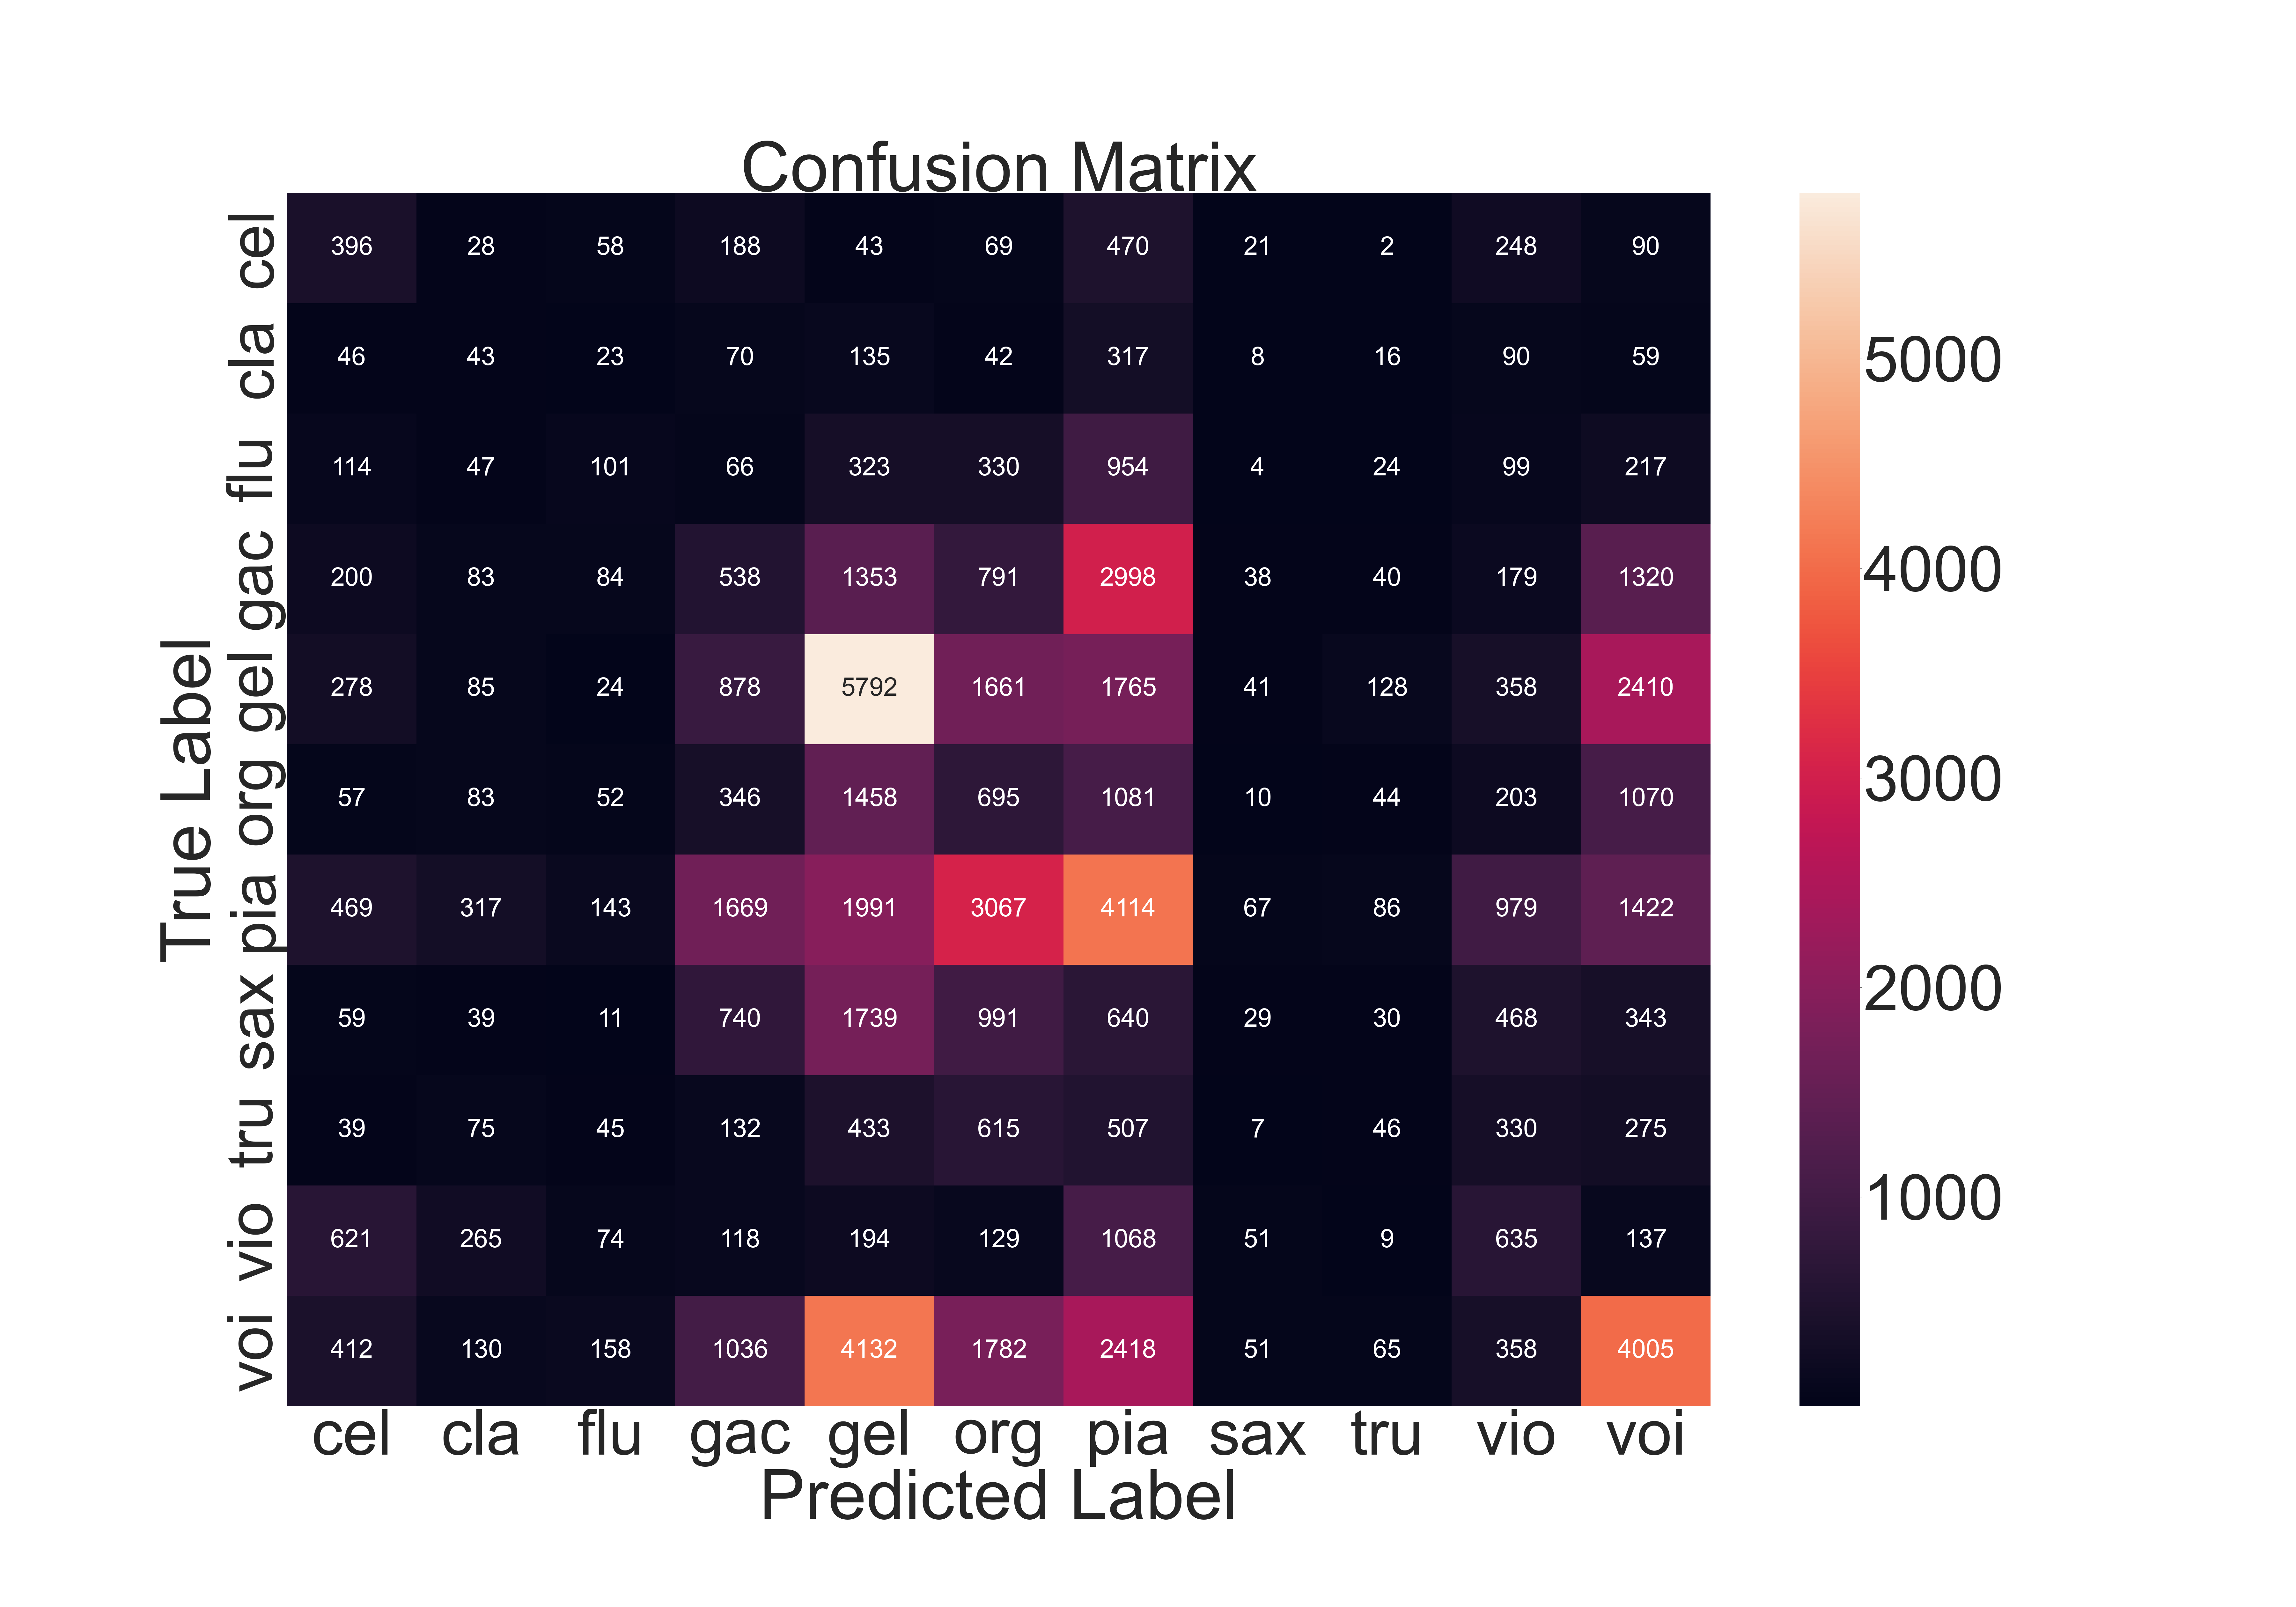 Confusion Matrix
True Label
cel 396 28 58 188 43 69 470 21 2 248 90
cla 46 43 23 70 135 42 317 8 16 90 59
flu 114 47 101 66 323 330 954 4 24 99 217
gac 200 83 84 538 1353 791 2998 38 40 179 1320
gel 278 85 24 878 5792 1661 1765 41 128 358 2410
org 57 83 52 346 1458 695 1081 10 44 203 1070
pia 469 317 143 1669 1991 3067 4114 67 86 979 1422
sax 59 39 11 740 1739 991 640 29 30 468 343
tru 39 75 45 132 433 615 507 7 46 330 275
vio 621 265 74 118 194 129 1068 51 9 635 137
voi 412 130 158 1036 4132 1782 2418 51 65 358 4005
cel cla flu gac gel org pia sax tru vio voi
Predicted Label
5000
4000
3000
2000
1000